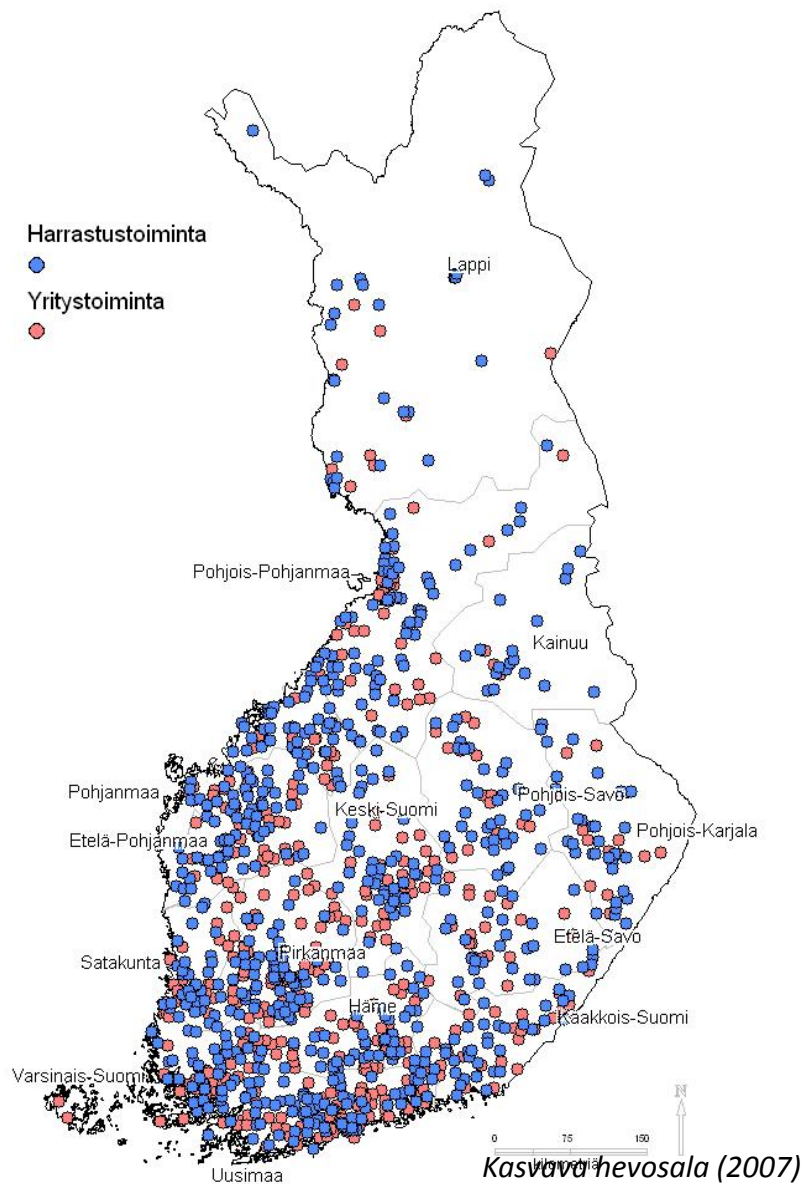 Harrastustoiminta
Yritystoiminta
Lappi
Pohjois-Pohjanmaa
Kainuu
Pohjanmaa
Keski-Suomi
Pohjois-Savo
Etelä-Pohjanmaa
Pohjois-Karjala
Etelä-Savo
Satakunta
Pirkanmaa
Häme
Kaakkois-Suomi
Varsinais-Suomi
Uusimaa
N
0 75 150
kilometriä
Kasvava hevosala (2007)